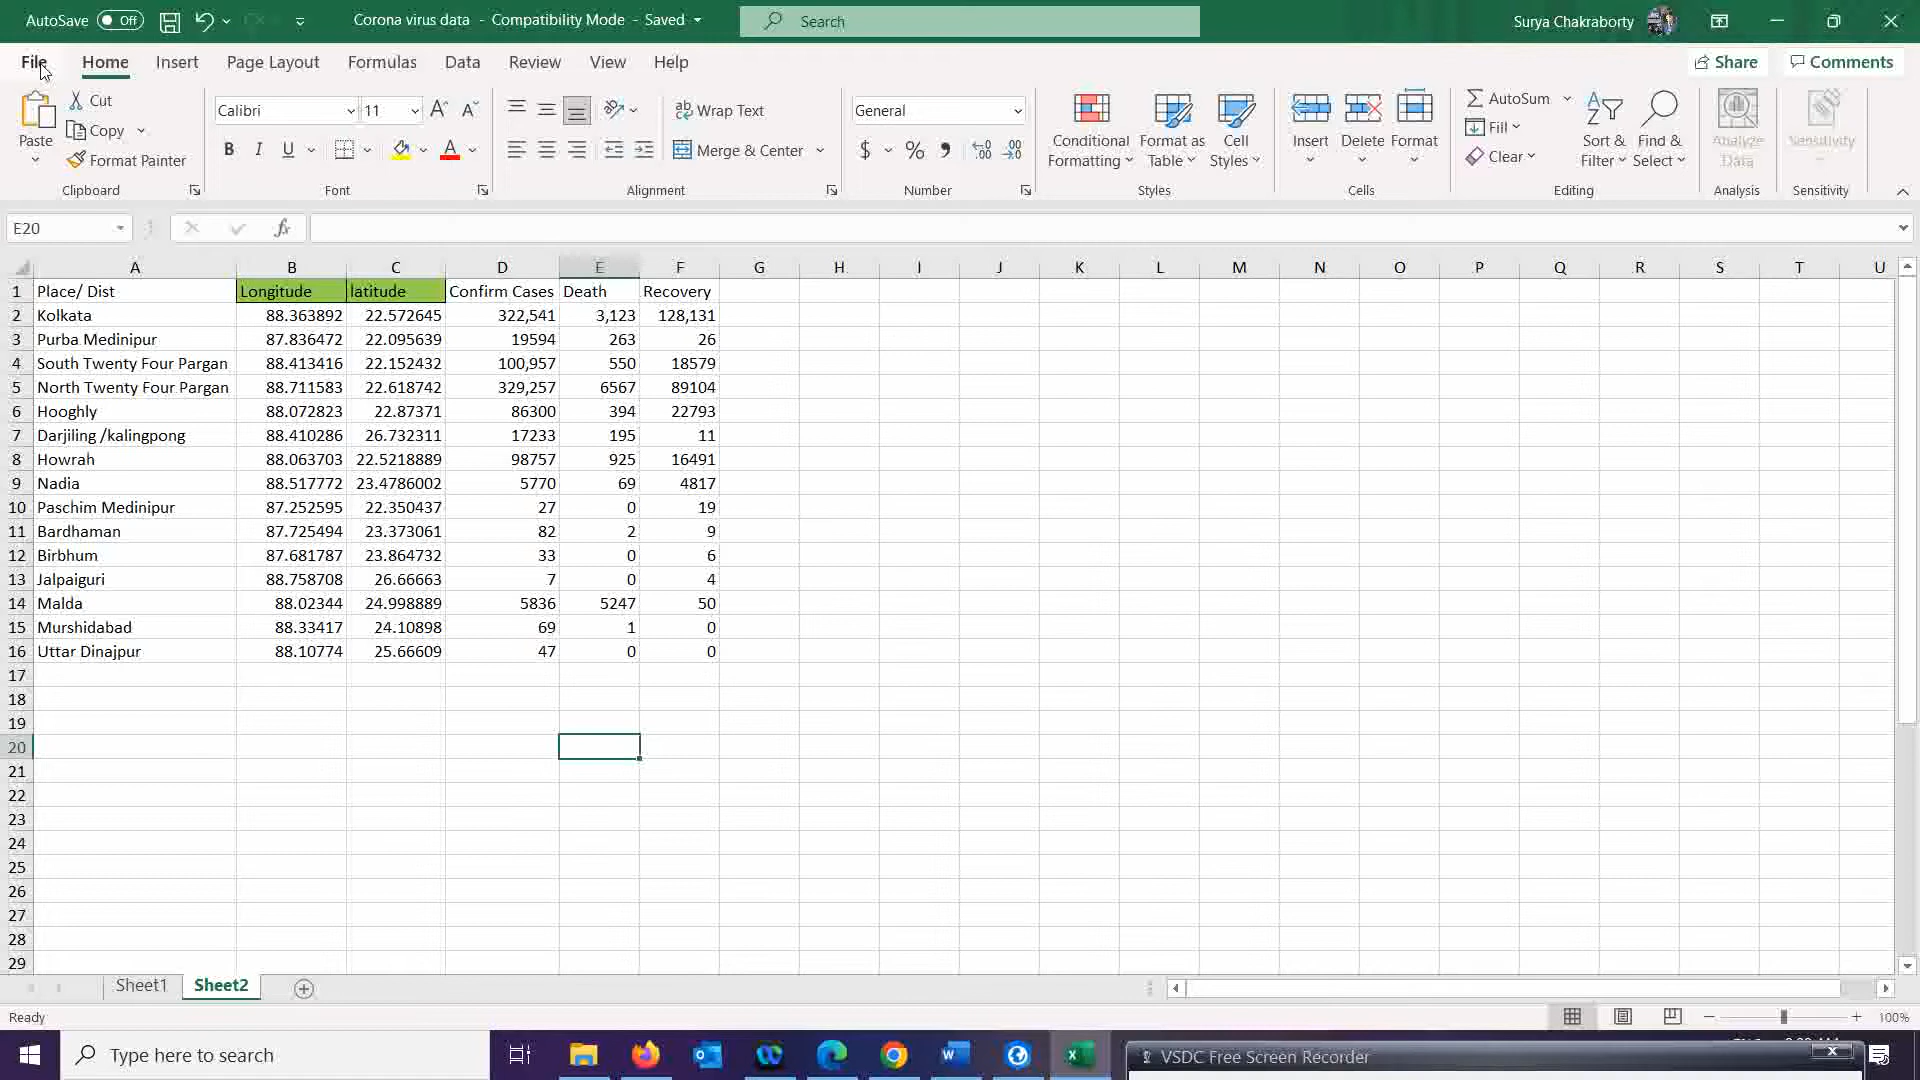 AutoSave Off Corona virus data - Compatibility Mode - Saved Search Surya Chakraborty
File Home Insert Page Layout Formulas Data Review View Help Share Comments
Paste Cut Copy Format Painter Clipboard
Calibri 11 B I U A Font
Wrap Text Merge & Center Alignment
General $ % Number
Conditional Formatting Format as Table Cell Styles Styles
Insert Delete Format Cells
AutoSum Fill Clear Sort & Filter Find & Select Editing
Analyze Data Analysis
Sensitivity Sensitivity
E20 fx
A B C D E F G H I J K L M N O P Q R S T U
1 Place/ Dist Longitude latitude Confirm Cases Death Recovery
2 Kolkata 88.363892 22.572645 322,541 3,123 128,131
3 Purba Medinipur 87.836472 22.095639 19594 263 26
4 South Twenty Four Pargan 88.413416 22.152432 100,957 550 18579
5 North Twenty Four Pargan 88.711583 22.618742 329,257 6567 89104
6 Hooghly 88.072823 22.87371 86300 394 22793
7 Darjiling /kalingpong 88.410286 26.732311 17233 195 11
8 Howrah 88.063703 22.5218889 98757 925 16491
9 Nadia 88.517772 23.4786002 5770 69 4817
10 Paschim Medinipur 87.252595 22.350437 27 0 19
11 Bardhaman 87.725494 23.373061 82 2 9
12 Birbhum 87.681787 23.864732 33 0 6
13 Jalpaiguri 88.758708 26.66663 7 0 4
14 Malda 88.02344 24.998889 5836 5247 50
15 Murshidabad 88.33417 24.10898 69 1 0
16 Uttar Dinajpur 88.10774 25.66609 47 0 0
17
18
19
20
21
22
23
24
25
26
27
28
29
Sheet1 Sheet2
Ready 100%
Type here to search VSDC Free Screen Recorder